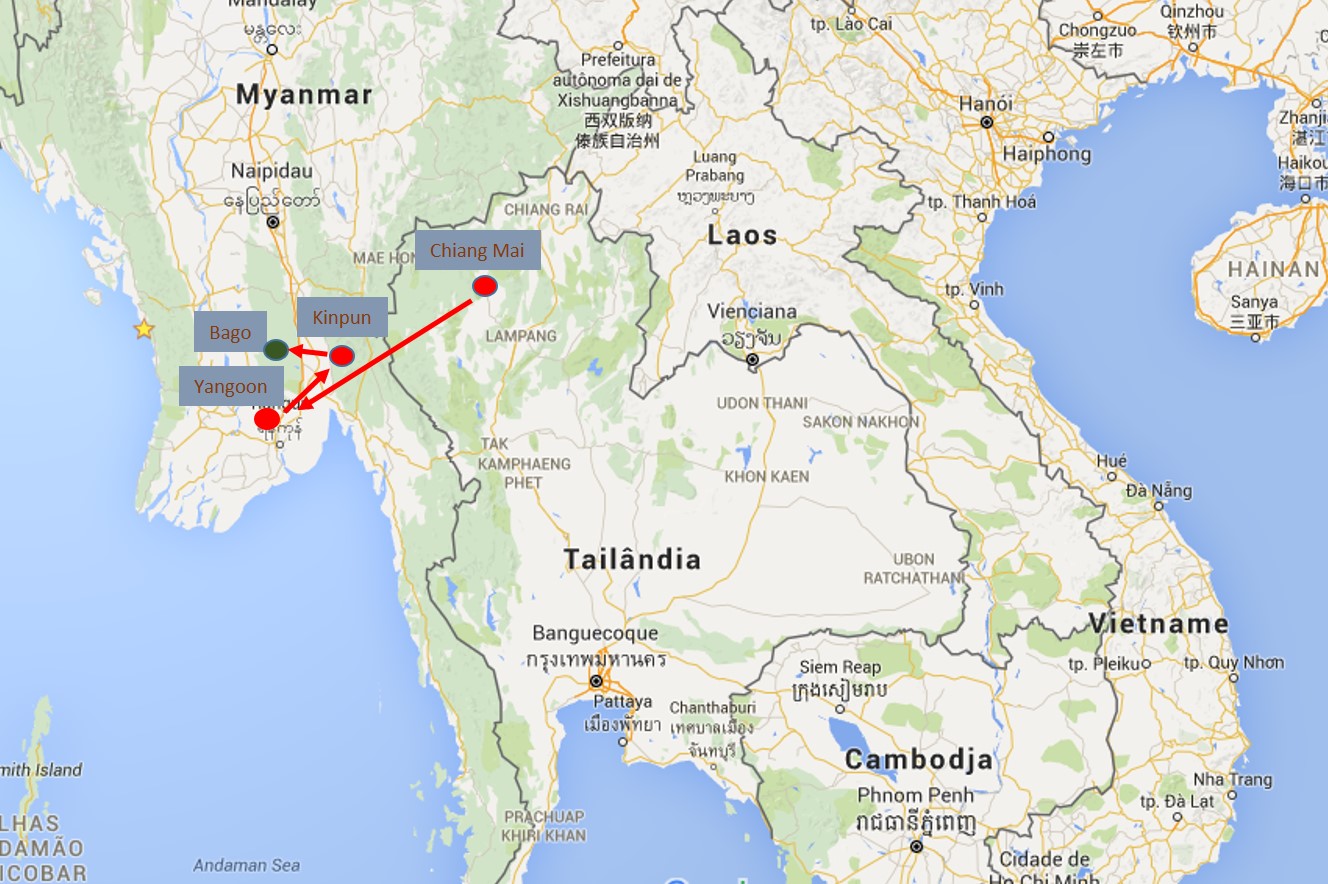 Mandalay
မန္တလေး
Myanmar
Naipidau
နေပြည်တော်
Prefeitura
autônoma dai de
Xishuangbanna
西双版纳
傣族自治州
tp. Lào Cai
Chongzuo
崇左市
Qinzhou
钦州市
Hanói
Haiphong
Zhanji
湛江
Haikou
海口市
HAINAN
Sanya
三亚市
Luang
Prabang
ຫຼວງພະບາງ
Laos
tp. Thanh Hoá
tp. Vinh
CHIANG RAI
MAE HON
Chiang Mai
LAMPANG
Vienciana
ວຽງຈັນ
Kinpun
Bago
Yangoon
ရန်ကုန်
UDON THANI
SAKON NAKHON
TAK
KAMPHAENG
PHET
KHON KAEN
Hué
Đà Nẵng
Tailândia
UBON
RATCHATHANI
Banguecoque
กรุงเทพมหานคร
Pattaya
เมืองพัทยา
Chanthaburi
เทศบาลเมือง
จันทบุรี
Siem Reap
ក្រុងសៀមរាប
Vietname
tp. Pleiku
tp. Quy Nhơn
Cambodja
Phnom Penh
រាជធានីភ្នំពេញ
Nha Trang
tp. Đà Lạt
PRACHUAP
KHIRI KHAN
mith Island
LHAS
DAMÃO
ICOBAR
Andaman Sea
Cidade de
Ho Chi Minh